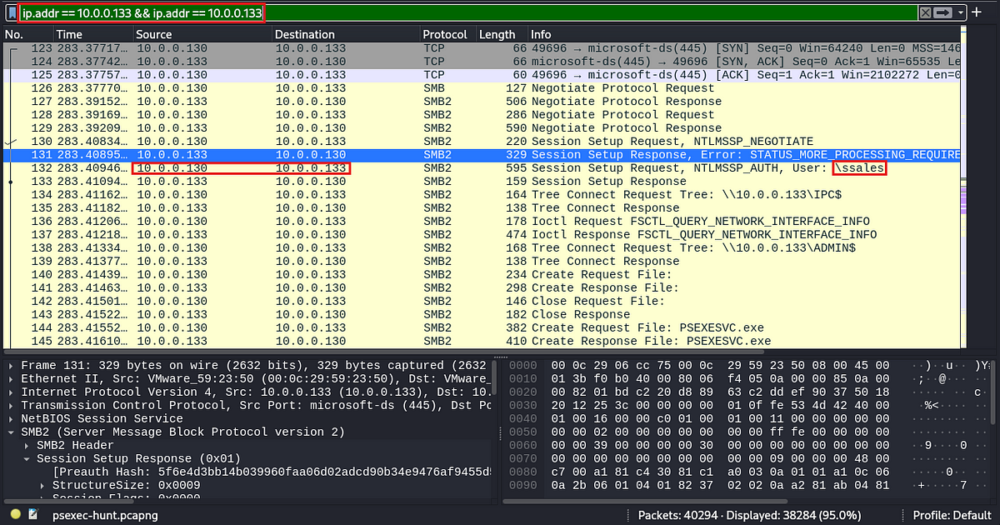 ip.addr == 10.0.0.133 && ip.addr == 10.0.0.133
No. Time Source Destination Protocol Length Info
123 283.37717… 10.0.0.130 10.0.0.133 TCP 66 49696 → microsoft-ds(445) [SYN] Seq=0 Win=64240 Len=0 MSS=146
124 283.37742… 10.0.0.133 10.0.0.130 TCP 66 microsoft-ds(445) → 49696 [SYN, ACK] Seq=0 Ack=1 Win=65535 Le
125 283.37757… 10.0.0.130 10.0.0.133 TCP 60 49696 → microsoft-ds(445) [ACK] Seq=1 Ack=1 Win=2102272 Len=0
126 283.37770… 10.0.0.130 10.0.0.133 SMB 127 Negotiate Protocol Request
127 283.39152… 10.0.0.133 10.0.0.130 SMB2 506 Negotiate Protocol Response
128 283.39169… 10.0.0.130 10.0.0.133 SMB2 286 Negotiate Protocol Request
129 283.39209… 10.0.0.133 10.0.0.130 SMB2 590 Negotiate Protocol Response
130 283.40834… 10.0.0.130 10.0.0.133 SMB2 220 Session Setup Request, NTLMSSP_NEGOTIATE
131 283.40895… 10.0.0.133 10.0.0.130 SMB2 329 Session Setup Response, Error: STATUS_MORE_PROCESSING_REQUIRE
132 283.40946… 10.0.0.130 10.0.0.133 SMB2 595 Session Setup Request, NTLMSSP_AUTH, User: \ssales
133 283.41094… 10.0.0.133 10.0.0.130 SMB2 159 Session Setup Response
134 283.41162… 10.0.0.130 10.0.0.133 SMB2 164 Tree Connect Request Tree: \\10.0.0.133\IPC$
135 283.41182… 10.0.0.133 10.0.0.130 SMB2 138 Tree Connect Response
136 283.41206… 10.0.0.130 10.0.0.133 SMB2 178 Ioctl Request FSCTL_QUERY_NETWORK_INTERFACE_INFO
137 283.41218… 10.0.0.133 10.0.0.130 SMB2 474 Ioctl Response FSCTL_QUERY_NETWORK_INTERFACE_INFO
138 283.41334… 10.0.0.130 10.0.0.133 SMB2 168 Tree Connect Request Tree: \\10.0.0.133\ADMIN$
139 283.41377… 10.0.0.133 10.0.0.130 SMB2 138 Tree Connect Response
140 283.41439… 10.0.0.130 10.0.0.133 SMB2 234 Create Request File:
141 283.41463… 10.0.0.133 10.0.0.130 SMB2 298 Create Response File:
142 283.41501… 10.0.0.130 10.0.0.133 SMB2 146 Close Request File:
143 283.41522… 10.0.0.133 10.0.0.130 SMB2 182 Close Response
144 283.41552… 10.0.0.130 10.0.0.133 SMB2 382 Create Request File: PSEXESVC.exe
145 283.41610… 10.0.0.133 10.0.0.130 SMB2 410 Create Response File: PSEXESVC.exe
Frame 131: 329 bytes on wire (2632 bits), 329 bytes captured (2632
Ethernet II, Src: VMware_59:23:50 (00:0c:29:59:23:50), Dst: VMware_
Internet Protocol Version 4, Src: 10.0.0.133 (10.0.0.133), Dst: 10.
Transmission Control Protocol, Src Port: microsoft-ds (445), Dst Po
NetBIOS Session Service
SMB2 (Server Message Block Protocol version 2)
SMB2 Header
Session Setup Response (0x01)
[Preauth Hash: 5f6e4d3bb14b039960faa06d02adcd90b34e9476af9455d5
StructureSize: 0x0009
Session Flags: 0x0000
0000 00 0c 29 06 cc 75 00 0c 29 59 23 50 08 00 45 00 ··)··u·· )Y#
0010 01 3b f0 b0 40 00 80 06 f4 05 0a 00 00 85 0a 00 ·;··@···
0020 00 82 01 bd c2 20 d8 89 63 c2 dd ef 90 37 50 18 c
0030 20 12 25 3c 00 00 00 00 01 0f fe 53 4d 42 40 00 %<
0040 01 00 16 00 00 c0 01 00 01 00 11 00 00 00 00 00
0050 00 00 02 00 00 00 00 00 00 00 ff fe 00 00 00 00
0060 00 00 39 00 00 00 00 30 00 00 00 00 00 00 00 00 9 0
0070 00 00 00 00 00 00 00 00 00 00 09 00 00 00 48 00
0080 c7 00 a1 81 c4 30 81 c1 a0 03 0a 01 01 a1 0c 06 0
0090 0a 2b 06 01 04 01 82 37 02 02 0a a2 81 ab 04 81 + 7
psexec-hunt.pcapng Packets: 40294 · Displayed: 38284 (95.0%) Profile: Default